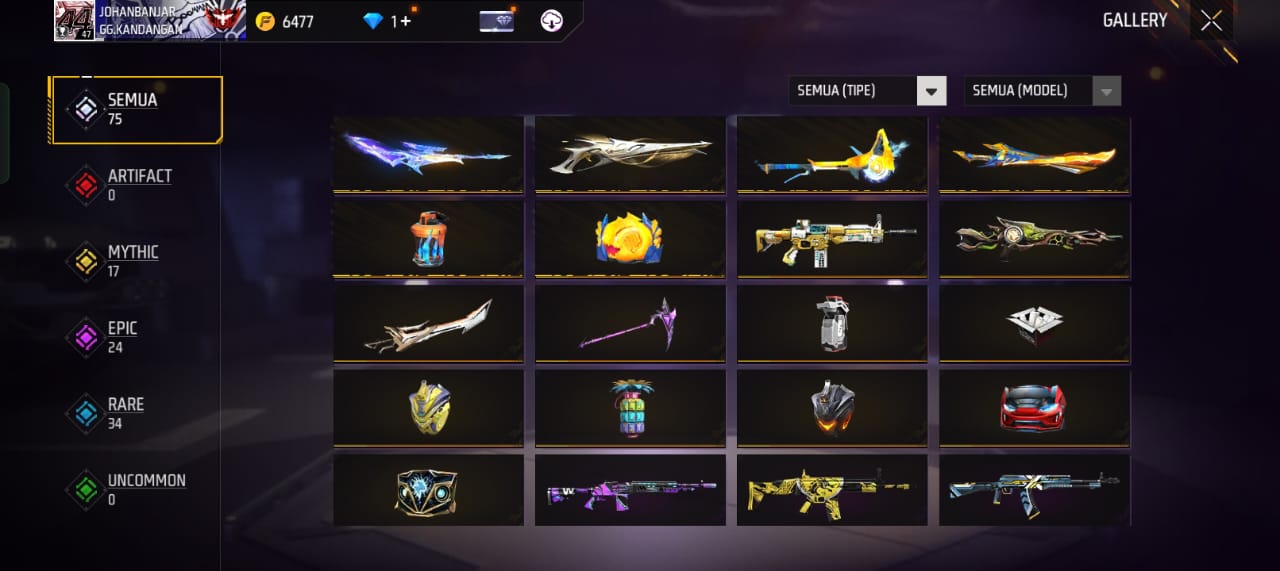 JOHANBANJAR
GG.KANDANGAN
44
47
6477
1+
GALLERY
SEMUA (TIPE)
SEMUA (MODEL)
SEMUA
75
ARTIFACT
0
MYTHIC
17
EPIC
24
RARE
34
UNCOMMON
0